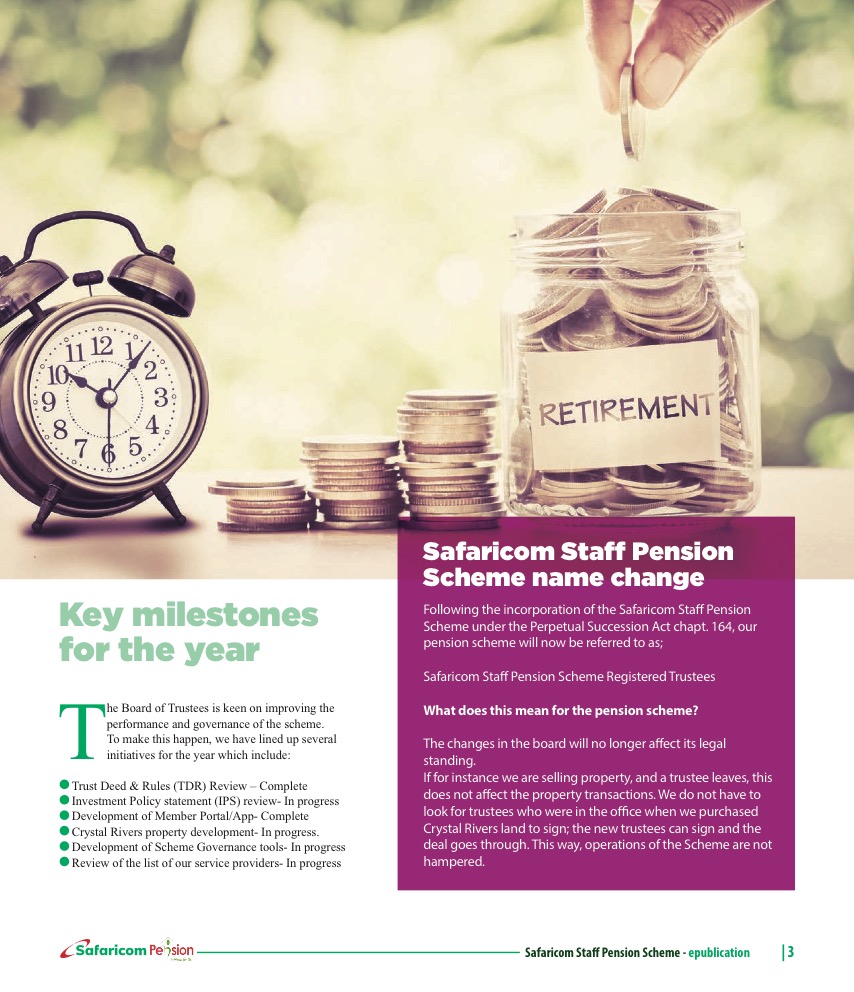 12
1
2
3
4
5
6
7
8
9
10
11
RETIREMENT
Key milestones
for the year
The Board of Trustees is keen on improving the
performance and governance of the scheme.
To make this happen, we have lined up several
initiatives for the year which include:
Trust Deed & Rules (TDR) Review – Complete
Investment Policy statement (IPS) review- In progress
Development of Member Portal/App- Complete
Crystal Rivers property development- In progress.
Development of Scheme Governance tools- In progress
Review of the list of our service providers- In progress
Safaricom Staff Pension
Scheme name change
Following the incorporation of the Safaricom Staff Pension
Scheme under the Perpetual Succession Act chapt. 164, our
pension scheme will now be referred to as;
Safaricom Staff Pension Scheme Registered Trustees
What does this mean for the pension scheme?
The changes in the board will no longer affect its legal
standing.
If for instance we are selling property, and a trustee leaves, this
does not affect the property transactions. We do not have to
look for trustees who were in the office when we purchased
Crystal Rivers land to sign; the new trustees can sign and the
deal goes through. This way, operations of the Scheme are not
hampered.
Safaricom Pension
Safaricom Staff Pension Scheme - epublication | 3